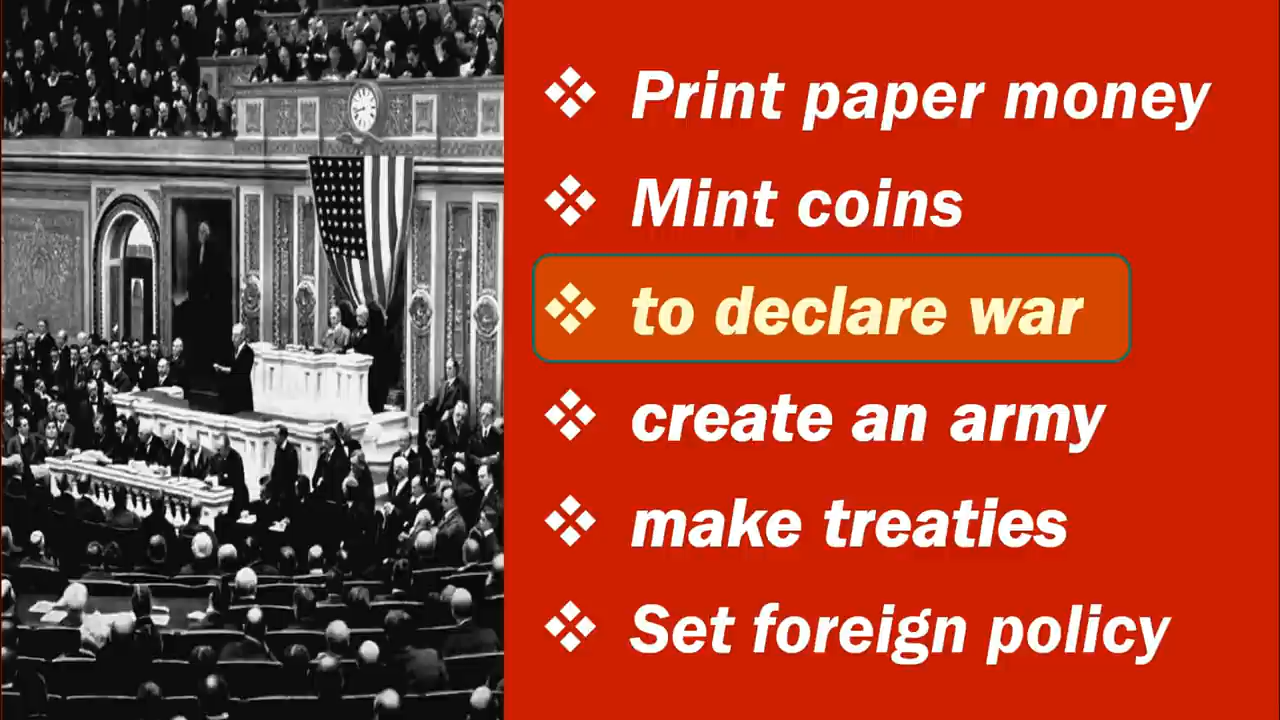 Print paper money
Mint coins
to declare war
create an army
make treaties
Set foreign policy